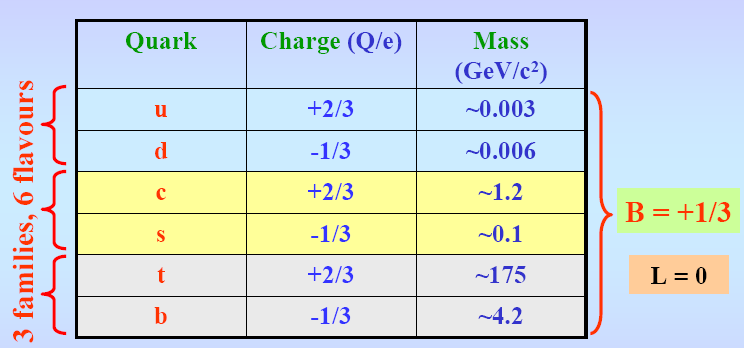 Quark Charge (Q/e) Mass
(GeV/c²)
u +2/3 ~0.003
d -1/3 ~0.006
c +2/3 ~1.2
s -1/3 ~0.1
t +2/3 ~175
b -1/3 ~4.2
3 families, 6 flavours
B = +1/3
L = 0